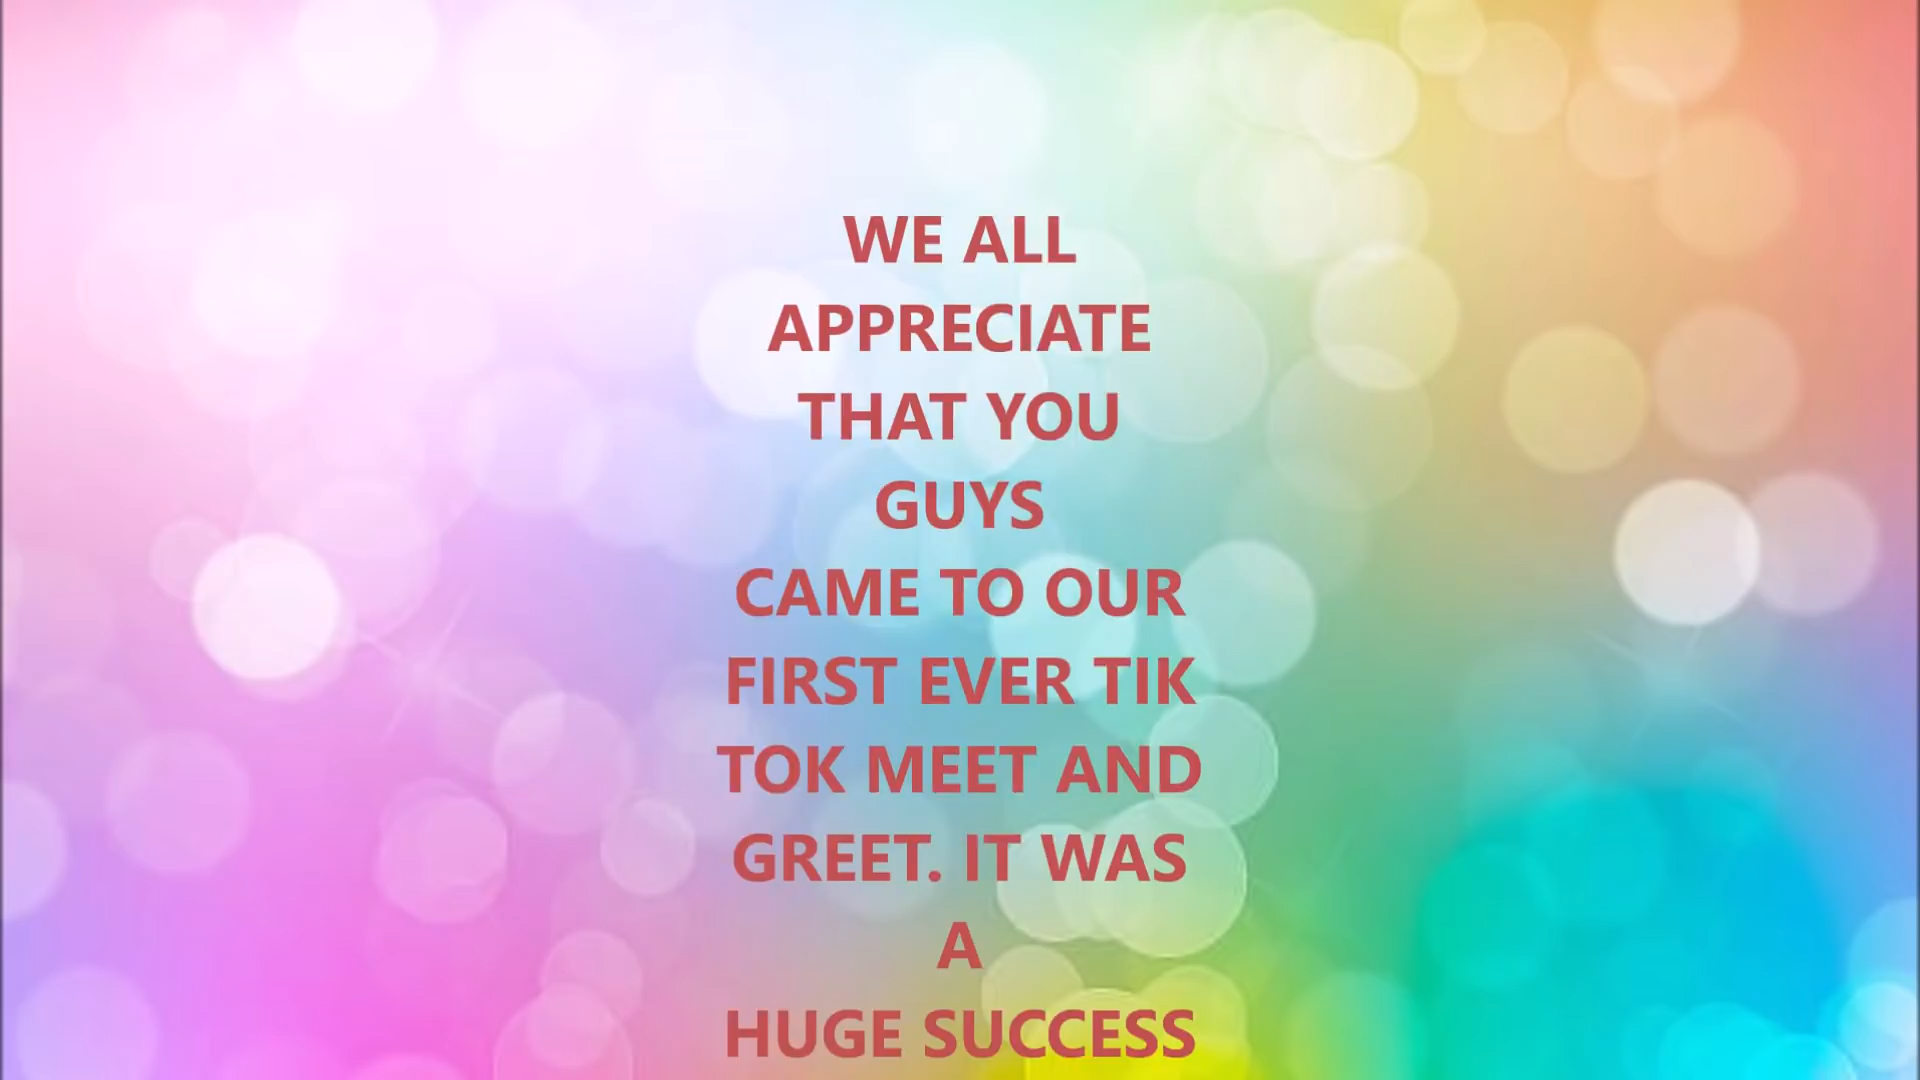 WE ALL
APPRECIATE
THAT YOU
GUYS
CAME TO OUR
FIRST EVER TIK
TOK MEET AND
GREET. IT WAS
A
HUGE SUCCESS